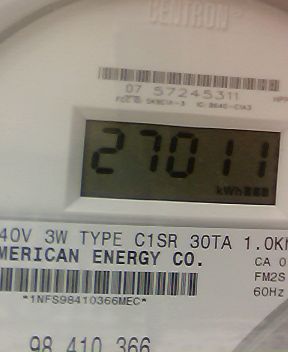 CENTRON
07 57245311
27011
kWh
40V 3W TYPE C1SR 30TA 1.0K
MERICAN ENERGY CO.
CA 0
FM2S
60Hz
*1NFS98410366MEC*
98 410 366